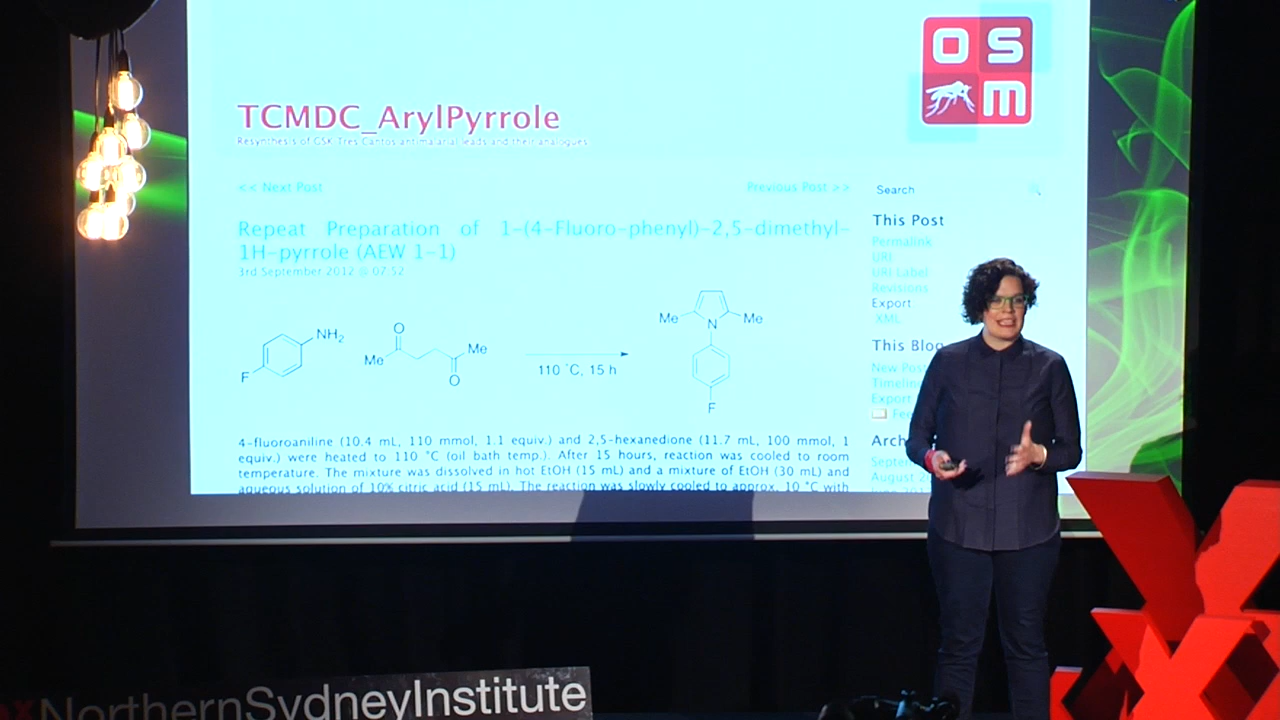 OS
m
TCMDC_ArylPyrrole
Resynthesis of GSK Tres Cantos antimalarial leads and their analogues
<< Next Post
Previous Post >>
Search
Repeat Preparation of 1-(4-Fluoro-phenyl)-2,5-dimethyl-
1H-pyrrole (AEW 1-1)
3rd September 2012 @ 07:52
This Post
Permalink
URI
URI Label
Revisions
Export
XML
This Blog
New Post
Export
NH2
F
Me
O
Me
O
110 °C, 15 h
Me
N
Me
F
4-fluoroaniline (10.4 mL, 110 mmol, 1.1 equiv.) and 2,5-hexanedione (11.7 mL, 100 mmol, 1
equiv.) were heated to 110 °C (oil bath temp.). After 15 hours, reaction was cooled to room
temperature. The mixture was dissolved in hot EtOH (15 mL) and a mixture of EtOH (30 mL) and
aqueous solution of 10% citric acid (15 mL). The reaction was slowly cooled to approx. 10 °C with
Arch
August 20
x
NorthernSydneyInstitute
X